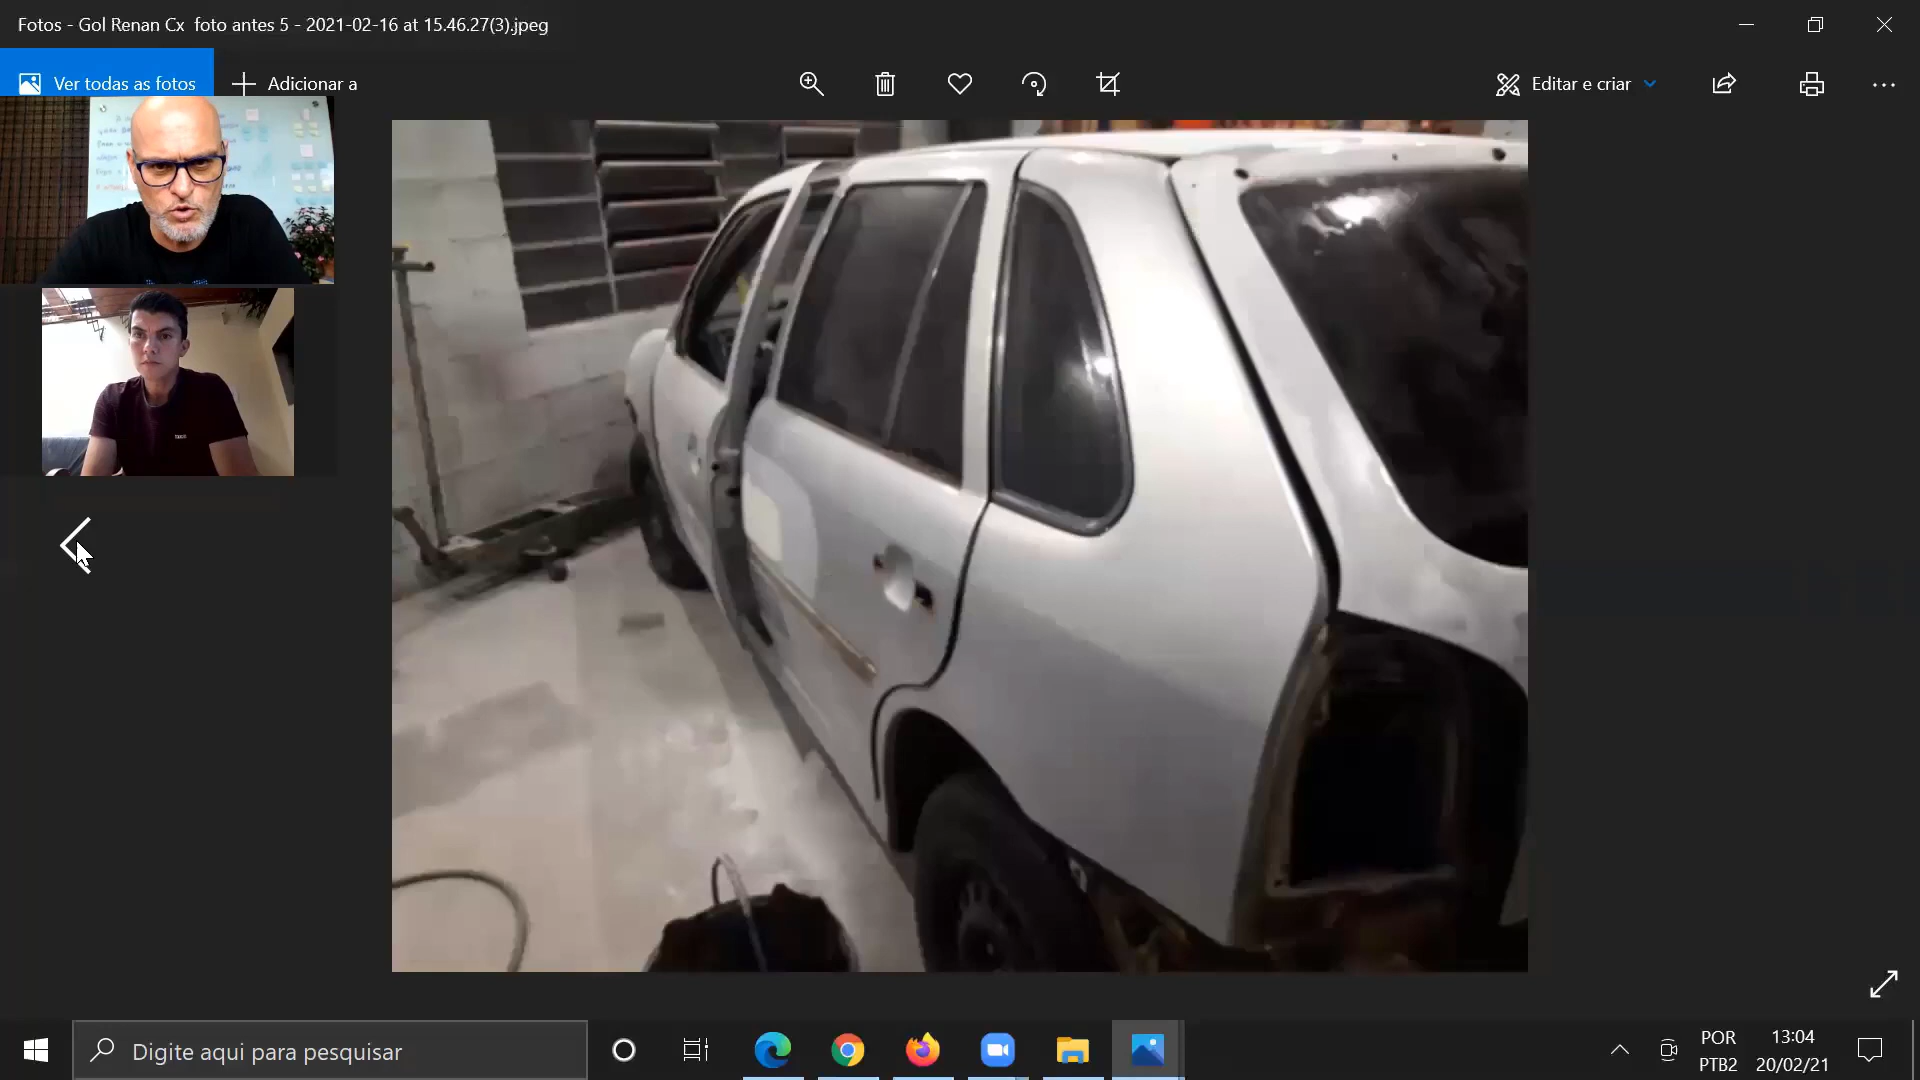 Fotos - Gol Renan Cx  foto antes 5 - 2021-02-16 at 15.46.27(3).jpeg
Ver todas as fotos
Adicionar a
Editar e criar
Digite aqui para pesquisar
POR
PTB2
13:04
20/02/21